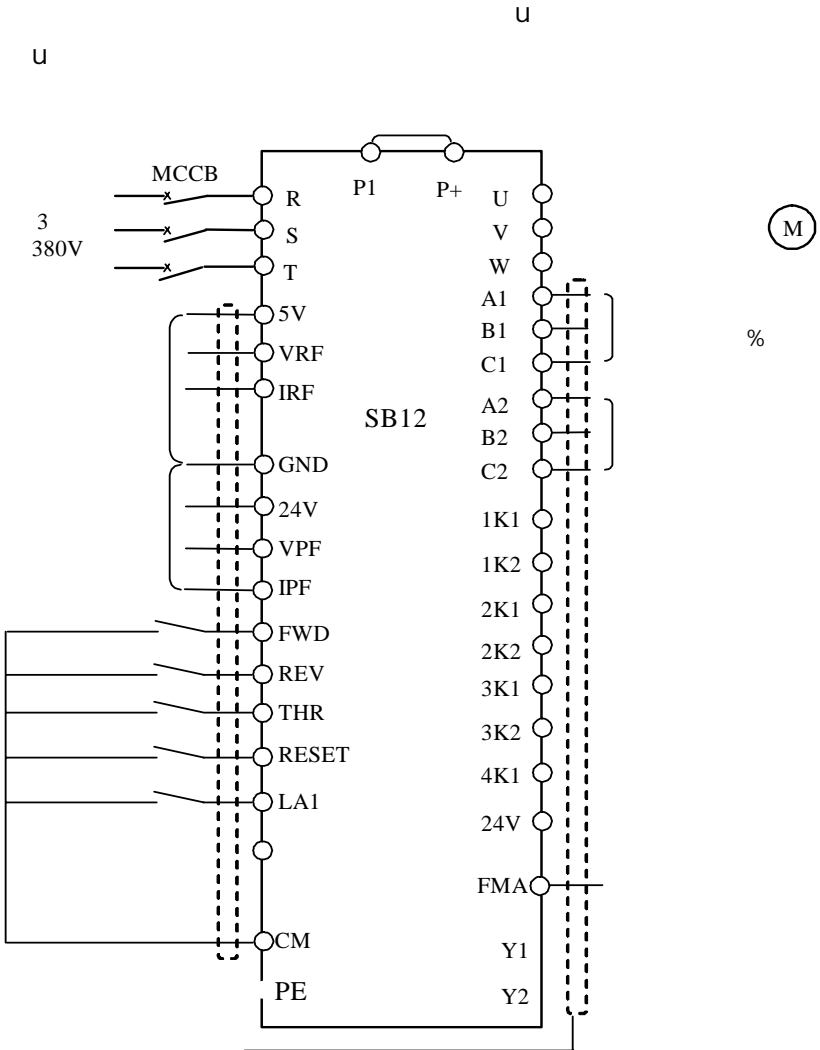 u
u
MCCB
3
380V
P1
P+
R
S
T
5V
VRF
IRF
GND
24V
VPF
IPF
FWD
REV
THR
RESET
LA1
CM
PE
SB12
U
V
W
A1
B1
C1
A2
B2
C2
1K1
1K2
2K1
2K2
3K1
3K2
4K1
24V
FMA
Y1
Y2
M
%